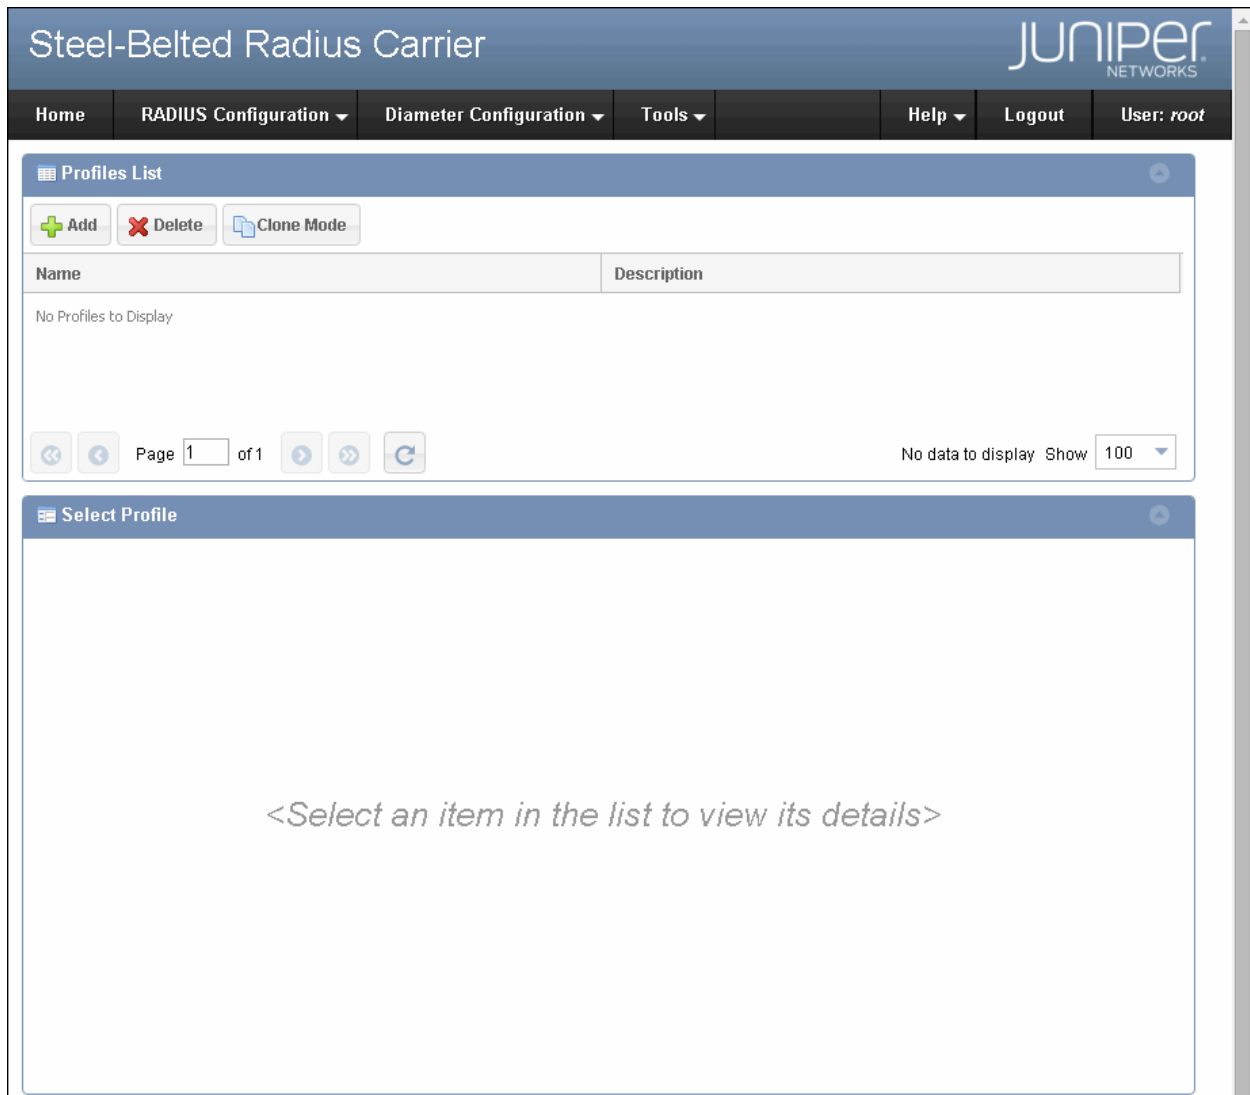 Steel-Belted Radius Carrier
JUNIPER
NETWORKS
Home RADIUS Configuration Diameter Configuration Tools Help Logout User: root
Profiles List
Add Delete Clone Mode
Name Description
No Profiles to Display
Page 1 of 1 No data to display Show 100
Select Profile
<Select an item in the list to view its details>